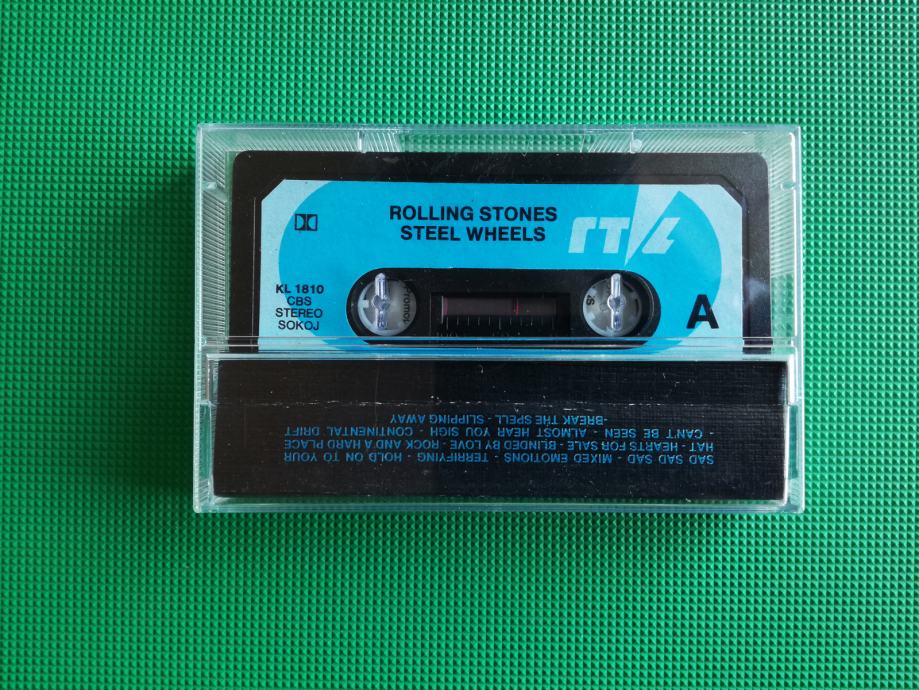 ROLLING STONES
STEEL WHEELS
RTVL
KL 1810
CBS
STEREO
SOKOJ
A
SAD SAD SAD - MIXED EMOTIONS - TERRIFYING - HOLD ON TO YOUR
HAT - HEARTS FOR SALE - BLINDED BY LOVE - ROCK AND A HARD PLACE
- CAN'T BE SEEN - ALMOST HEAR YOU SIGH - CONTINENTAL DRIFT
-BREAK THE SPELL - SLIPPING AWAY